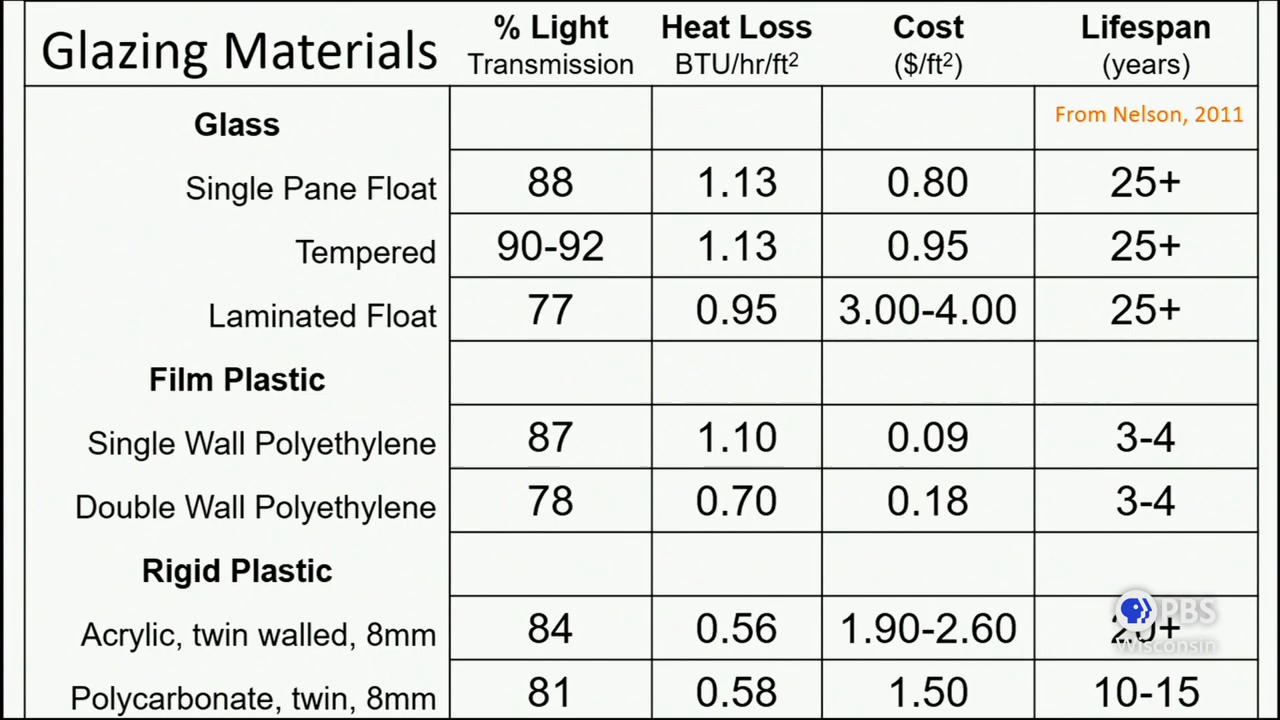 Glazing Materials % Light Transmission Heat Loss BTU/hr/ft² Cost ($/ft²) Lifespan (years)
Glass From Nelson, 2011
Single Pane Float 88 1.13 0.80 25+
Tempered 90-92 1.13 0.95 25+
Laminated Float 77 0.95 3.00-4.00 25+
Film Plastic
Single Wall Polyethylene 87 1.10 0.09 3-4
Double Wall Polyethylene 78 0.70 0.18 3-4
Rigid Plastic
Acrylic, twin walled, 8mm 84 0.56 1.90-2.60 20+
PBS
Wisconsin
Polycarbonate, twin, 8mm 81 0.58 1.50 10-15